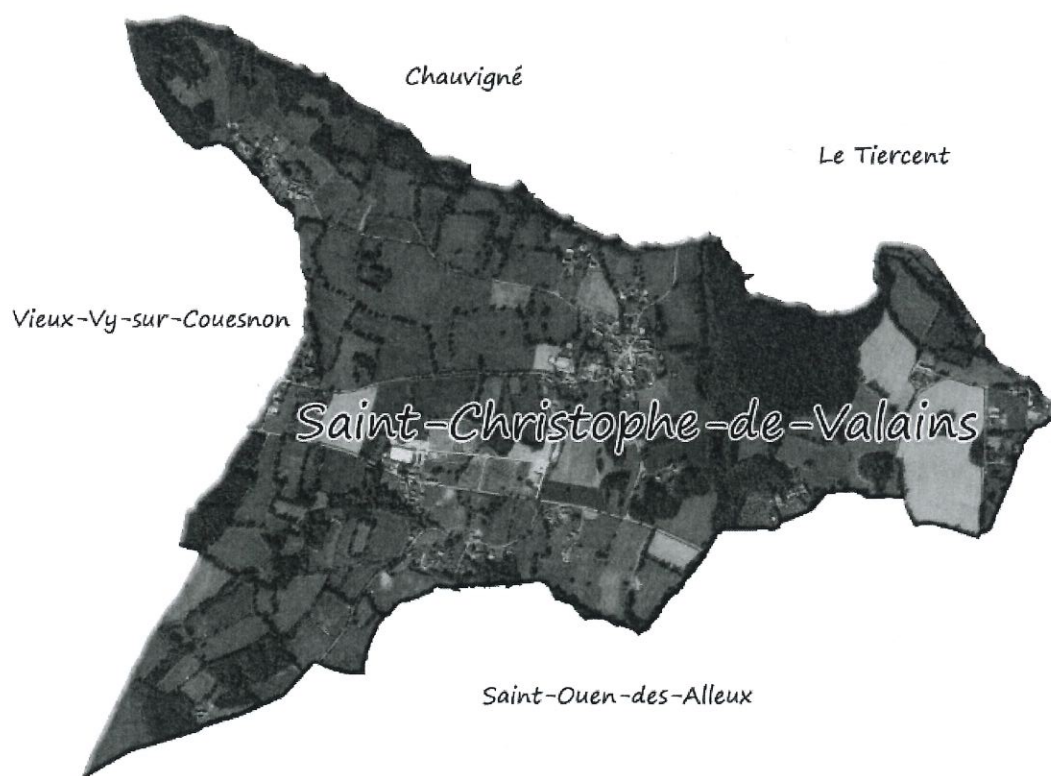 Chauvigné
Le Tiercent
Vieux-Vy-sur-Couesnon
Saint-Christophe-de-Valains
Saint-Ouen-des-Alleux